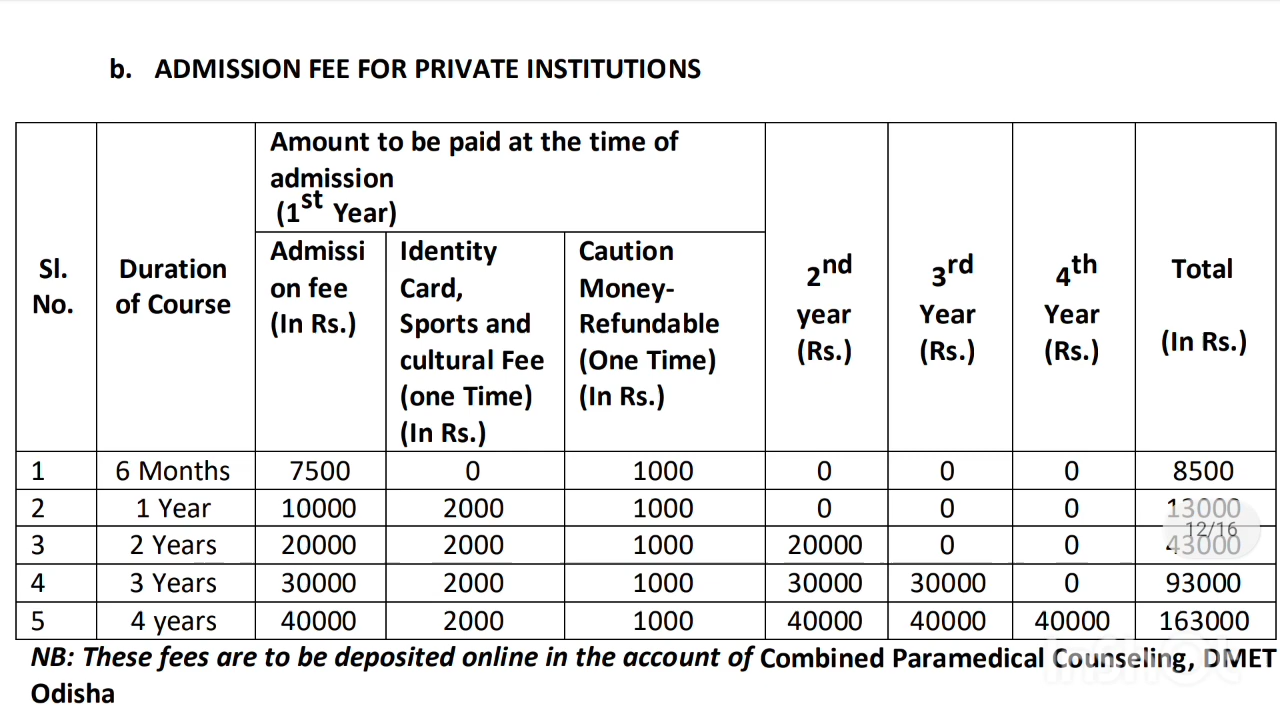 b. ADMISSION FEE FOR PRIVATE INSTITUTIONS
Sl. No. Duration of Course Amount to be paid at the time of admission (1st Year) 2nd year (Rs.) 3rd Year (Rs.) 4th Year (Rs.) Total (In Rs.)
Admission fee (In Rs.) Identity Card, Sports and cultural Fee (one Time) (In Rs.) Caution Money-Refundable (One Time) (In Rs.)
1 6 Months 7500 0 1000 0 0 0 8500
2 1 Year 10000 2000 1000 0 0 0 13000
12/16
3 2 Years 20000 2000 1000 20000 0 0 43000
4 3 Years 30000 2000 1000 30000 30000 0 93000
5 4 years 40000 2000 1000 40000 40000 40000 163000
NB: These fees are to be deposited online in the account of Combined Paramedical Counseling, DMET
Odisha
InShOt